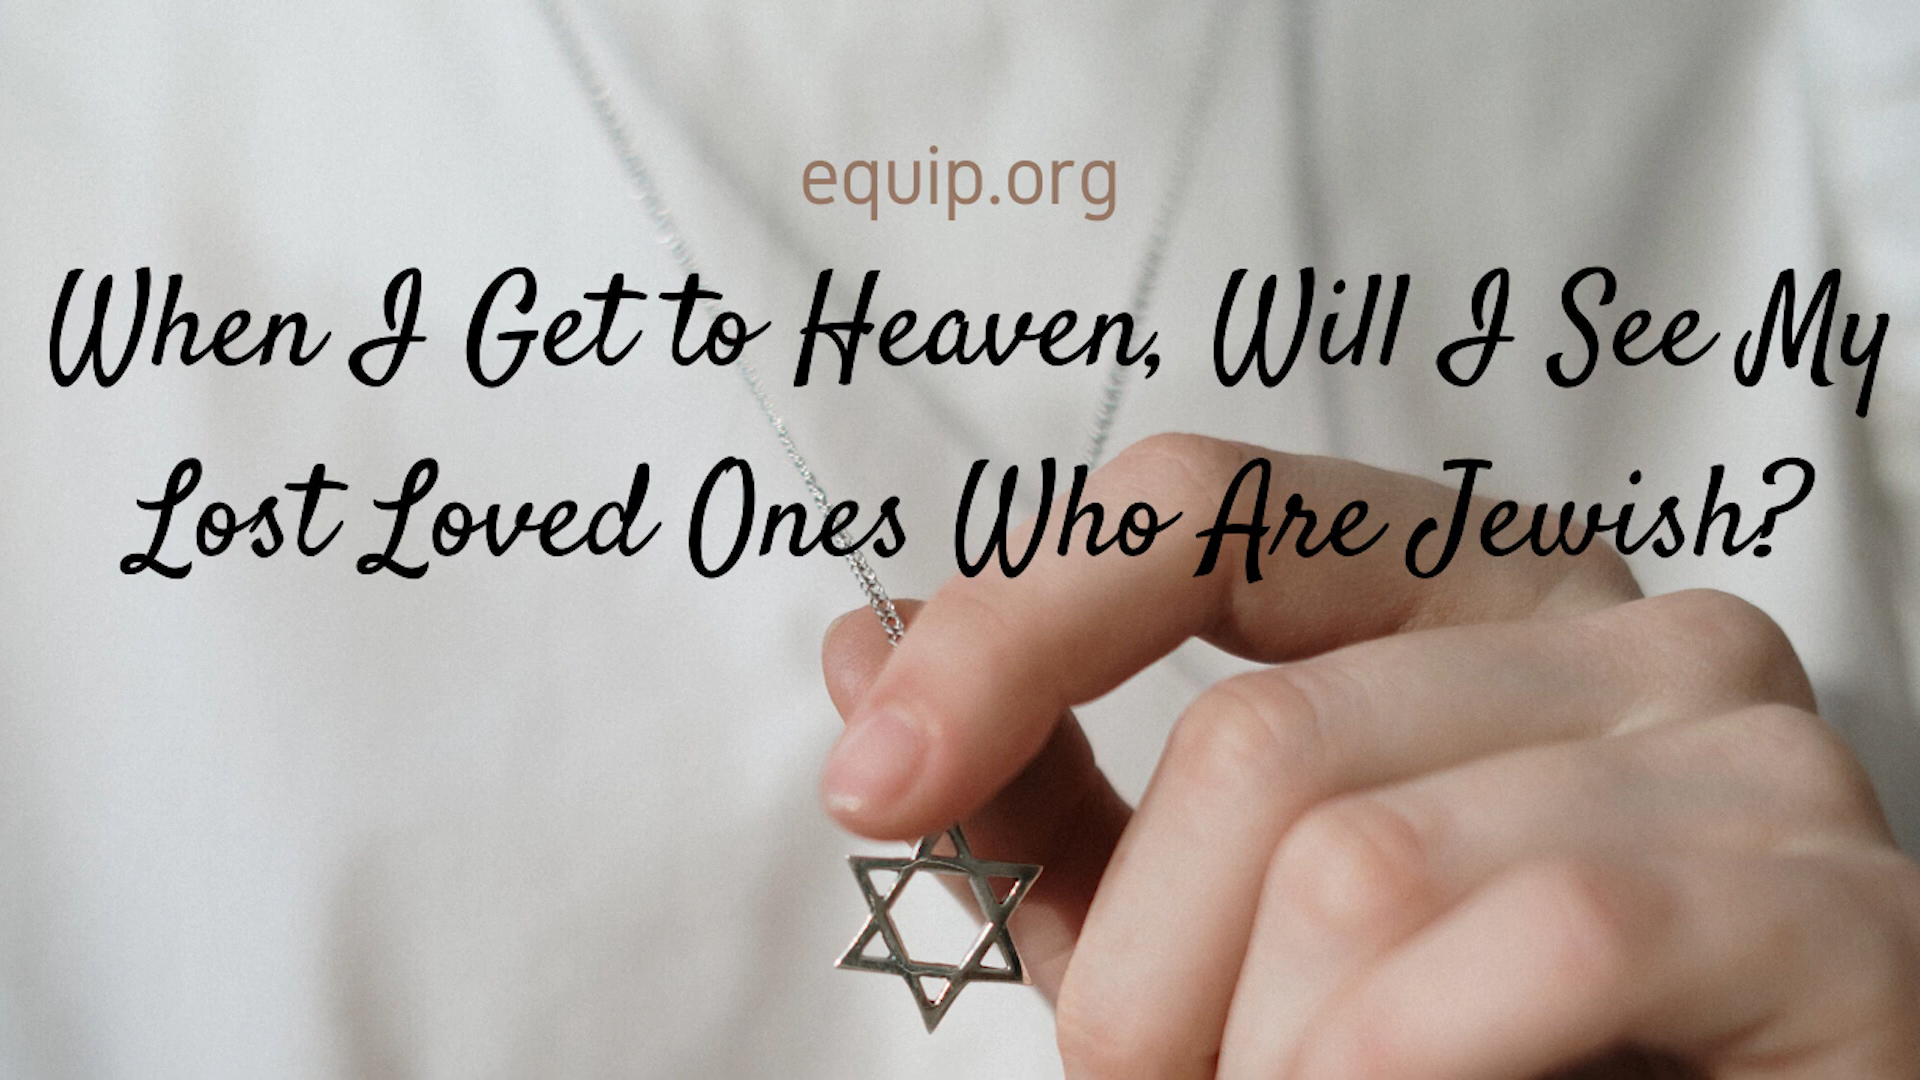 equip.org
When I Get to Heaven, Will I See My
Lost Loved Ones Who Are Jewish?